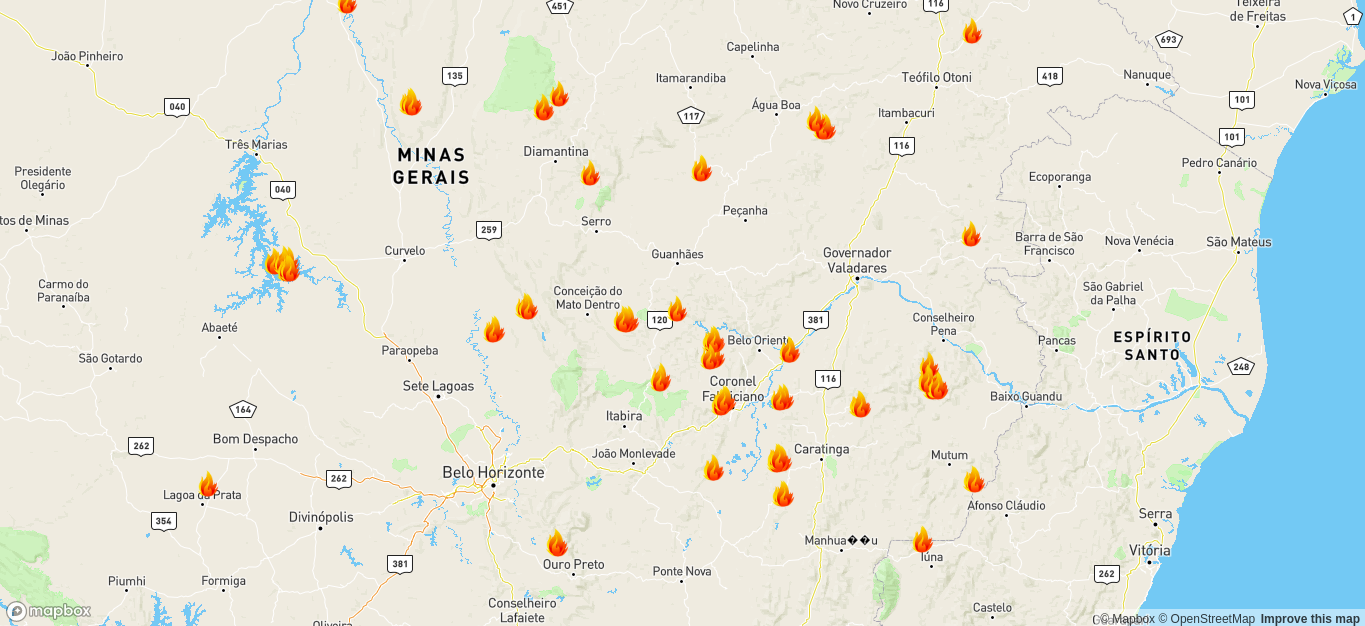 451
Novo Cruzeiro
116
Teixeira
de Freitas
1
693
Capelinha
João Pinheiro
135
Itamarandiba
Teófilo Otoni
418
Nanuque
Nova Viçosa
040
101
Água Boa
117
Itambacuri
101
Três Marias
MINAS
GERAIS
Diamantina
116
Pedro Canário
Presidente
Olegário
040
Ecoporanga
tos de Minas
Serro
Peçanha
259
Curvelo
Guanhães
Governador
Valadares
Barra de São
Francisco
Nova Venécia
São Mateus
Carmo do
Paranaíba
Conceição do
Mato Dentro
São Gabriel
da Palha
Abaeté
120
381
Conselheiro
Pena
Belo Oriente
Pancas
ESPÍRITO
SANTO
São Gotardo
Paraopeba
248
Sete Lagoas
Coronel
Fabriciano
116
Baixo Guandu
164
Itabira
262
Bom Despacho
João Monlevade
Caratinga
Mutum
Belo Horizonte
262
Lagoa da Prata
Afonso Cláudio
354
Divinópolis
Serra
Manhua��u
Vitória
381
Ouro Preto
Iúna
Ponte Nova
262
Piumhi
Formiga
Conselheiro
Lafaiete
Castelo
mapbox
Oliveira
© Mapbox © OpenStreetMap Improve this map